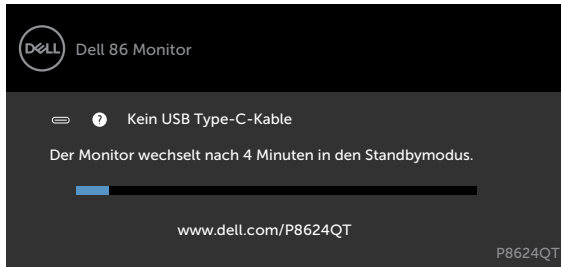 DELL
Dell 86 Monitor
? Kein USB Type-C-Kable
Der Monitor wechselt nach 4 Minuten in den Standbymodus.
www.dell.com/P8624QT
P8624QT